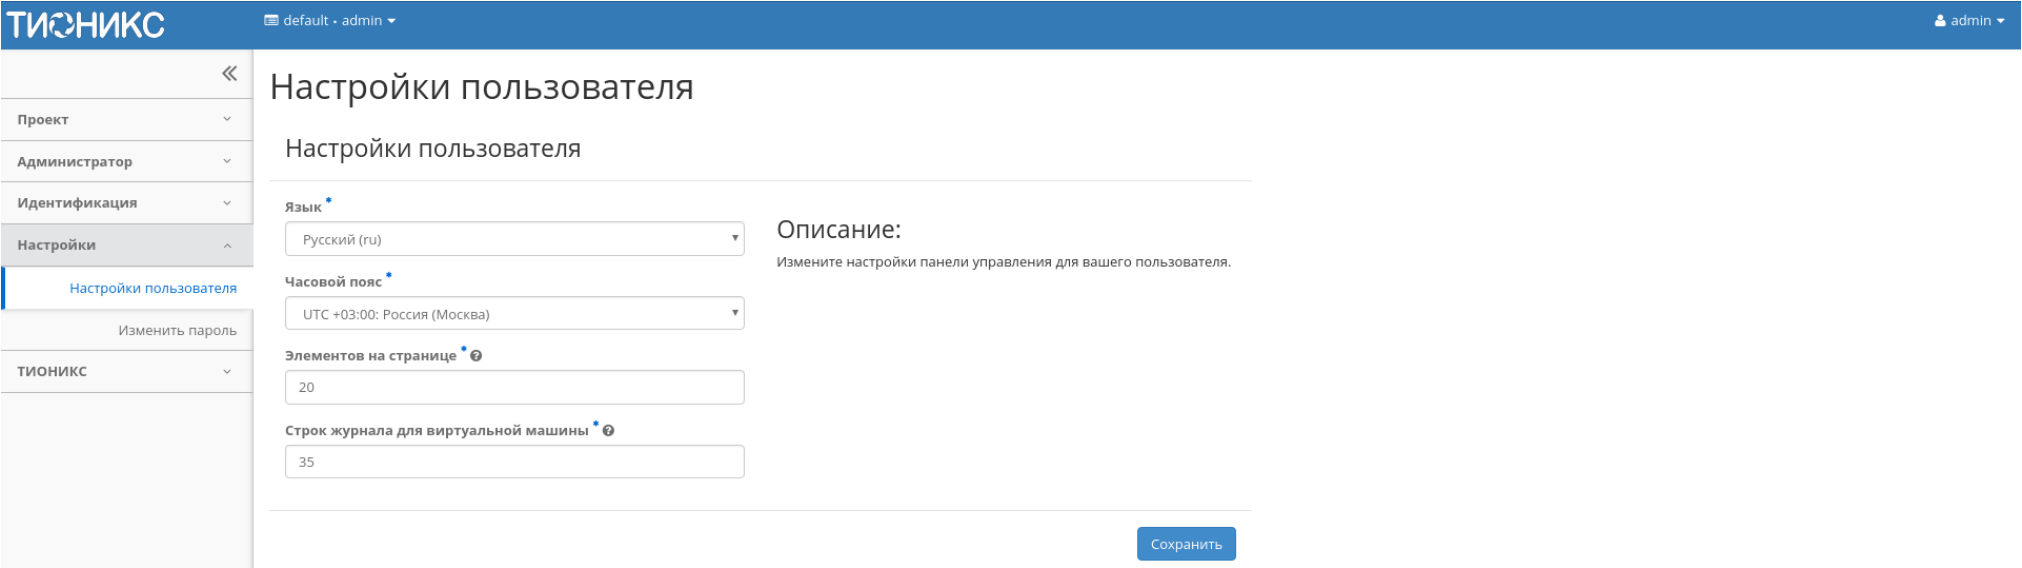 ТИОНИКС
default • admin
admin
Проект
Администратор
Идентификация
Настройки
Настройки пользователя
Изменить пароль
ТИОНИКС
Настройки пользователя
Настройки пользователя
Язык *
Русский (ru)
Часовой пояс *
UTC +03:00: Россия (Москва)
Элементов на странице *
20
Строк журнала для виртуальной машины *
35
Описание:
Измените настройки панели управления для вашего пользователя.
Сохранить